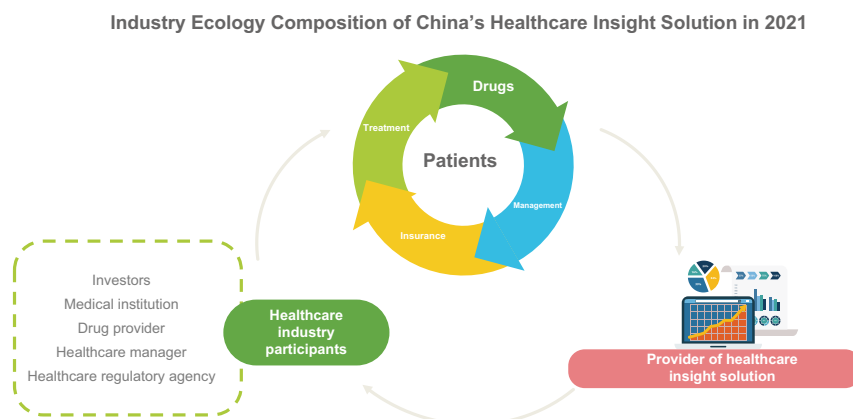 Industry Ecology Composition of China's Healthcare Insight Solution in 2021
Drugs
Treatment
Patients
Management
Insurance
Investors
Medical institution
Drug provider
Healthcare manager
Healthcare regulatory agency
Healthcare
industry
participants
Provider of healthcare
insight solution